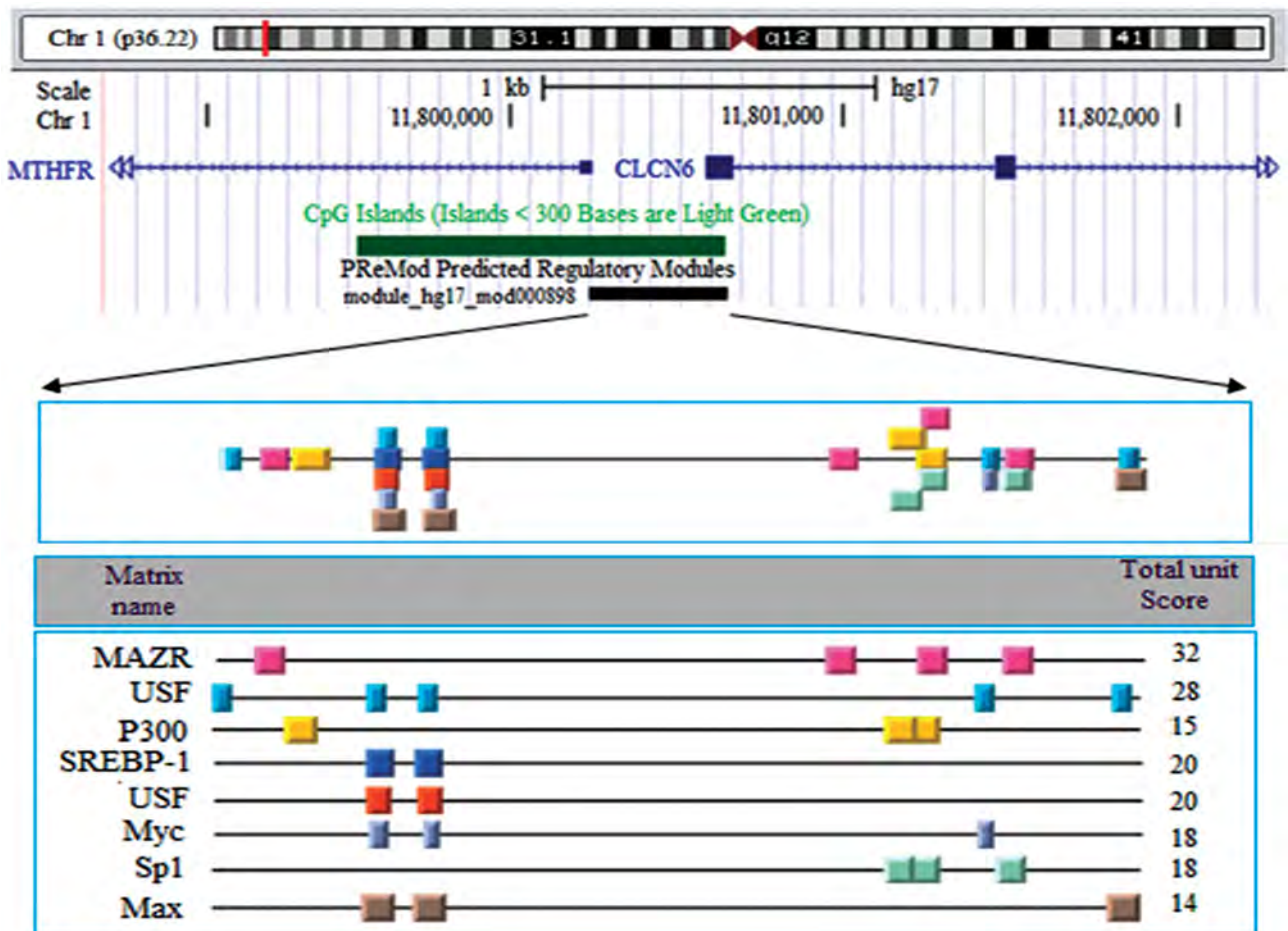 Chr 1 (p36.22)
31.1
q12
41
Scale
1 kb
hg17
Chr 1
11,800,000
11,801,000
11,802,000
MTHFR
CLCN6
CpG Islands (Islands < 300 Bases are Light Green)
PReMod Predicted Regulatory Modules
module_hg17_mod000898
Matrix
name
Total unit
Score
MAZR 32
USF 28
P300 15
SREBP-1 20
USF 20
Myc 18
Sp1 18
Max 14